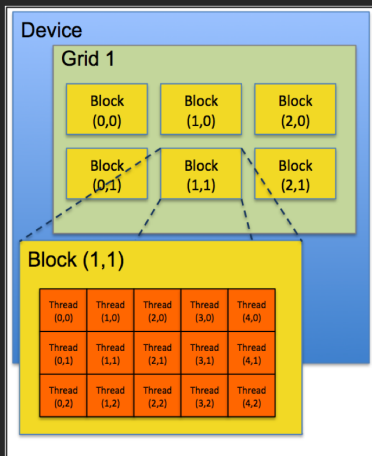 Device
Grid 1
Block Block Block
(0,0) (1,0) (2,0)
Block Block Block
(0,1) (1,1) (2,1)
Block (1,1)
Thread Thread Thread Thread Thread
(0,0) (1,0) (2,0) (3,0) (4,0)
Thread Thread Thread Thread Thread
(0,1) (1,1) (2,1) (3,1) (4,1)
Thread Thread Thread Thread Thread
(0,2) (1,2) (2,2) (3,2) (4,2)